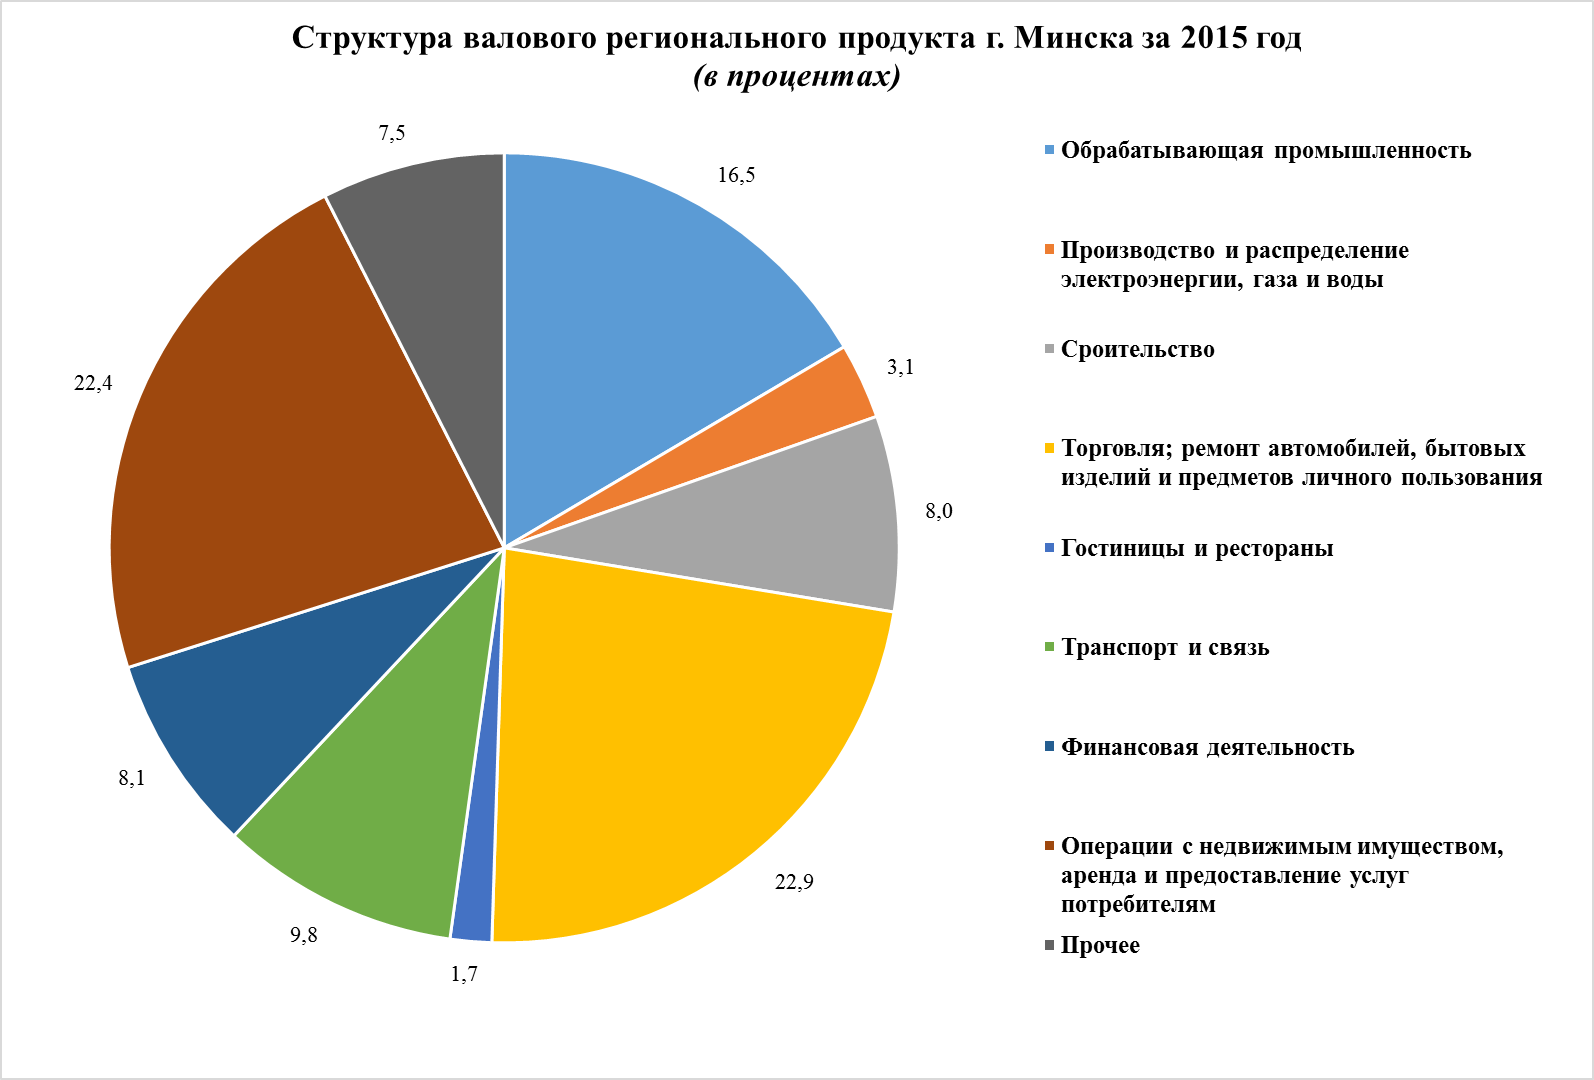 Структура валового регионального продукта г. Минска за 2015 год
(в процентах)
7,5
16,5
3,1
22,4
8,0
8,1
22,9
9,8
1,7
Обрабатывающая промышленность
Производство и распределение
электроэнергии, газа и воды
Сроительство
Торговля; ремонт автомобилей, бытовых
изделий и предметов личного пользования
Гостиницы и рестораны
Транспорт и связь
Финансовая деятельность
Операции с недвижимым имуществом,
аренда и предоставление услуг
потребителям
Прочее